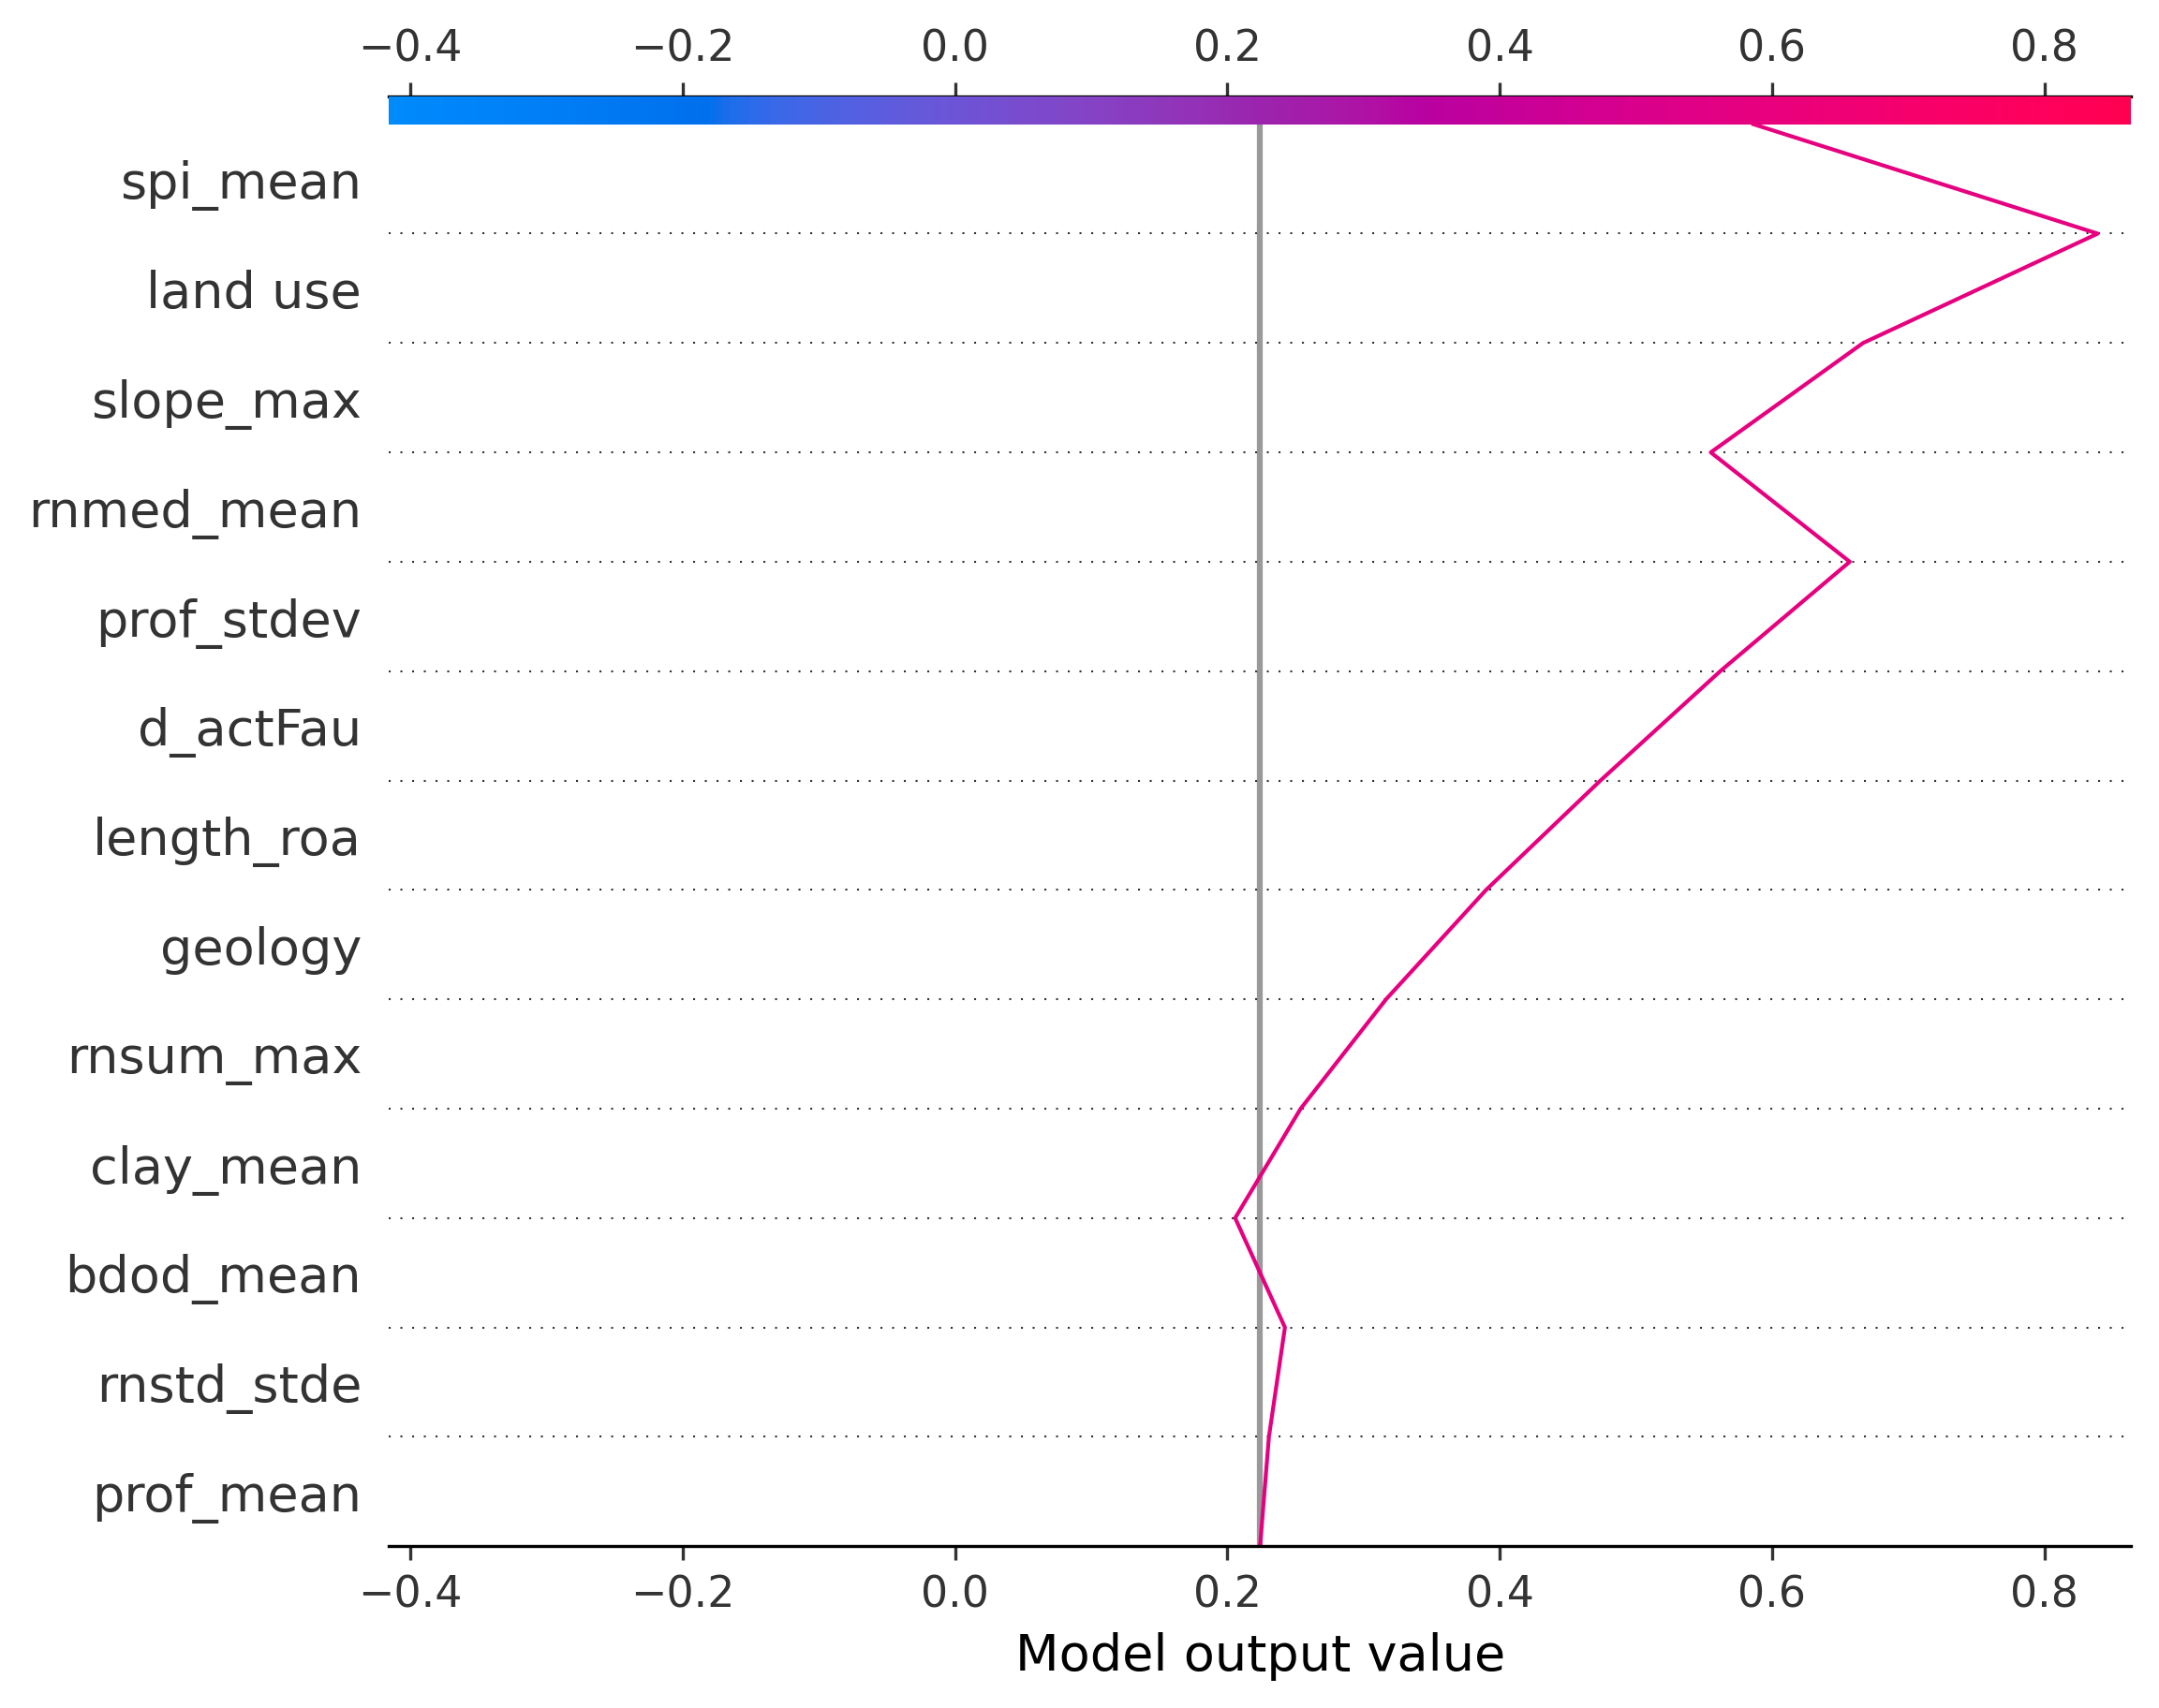 −0.4 −0.2 0.0 0.2 0.4 0.6 0.8
spi_mean
land use
slope_max
rnmed_mean
prof_stdev
d_actFau
length_roa
geology
rnsum_max
clay_mean
bdod_mean
rnstd_stde
prof_mean
−0.4 −0.2 0.0 0.2 0.4 0.6 0.8
Model output value